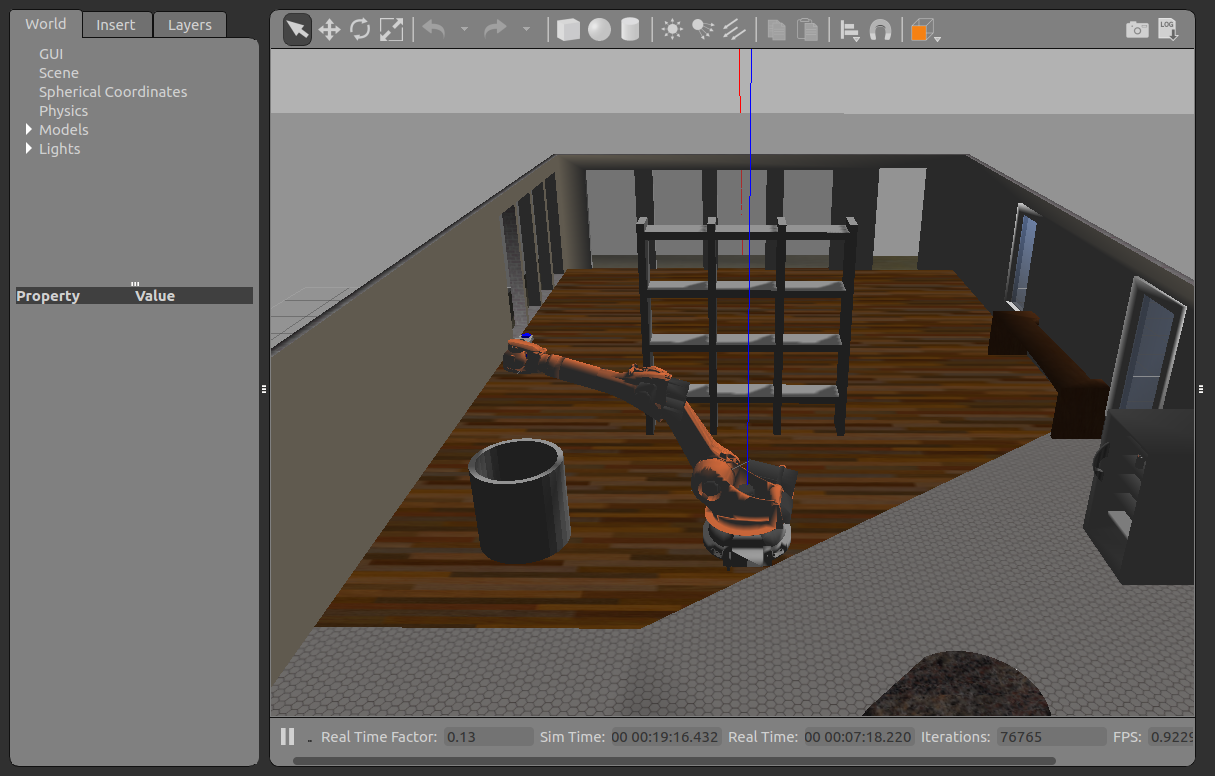 World Insert Layers
GUI
Scene
Spherical Coordinates
Physics
Models
Lights
Property Value
LOG
Real Time Factor: 0.13 Sim Time: 00 00:19:16.432 Real Time: 00 00:07:18.220 Iterations: 76765 FPS: 0.9229